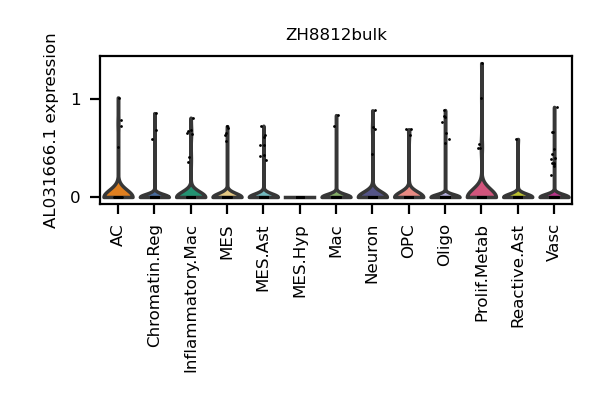 ZH8812bulk
AL031666.1 expression
1
0
AC
Chromatin.Reg
Inflammatory.Mac
MES
MES.Ast
MES.Hyp
Mac
Neuron
OPC
Oligo
Prolif.Metab
Reactive.Ast
Vasc